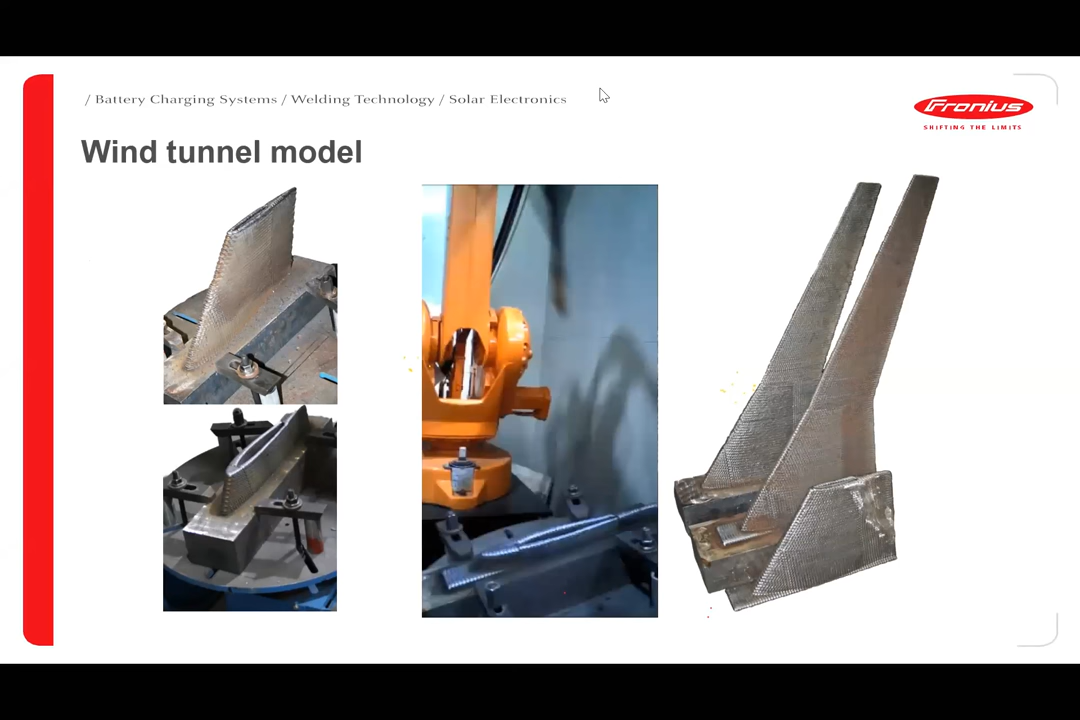 / Battery Charging Systems / Welding Technology / Solar Electronics
Fronius
SHIFTING THE LIMITS
Wind tunnel model